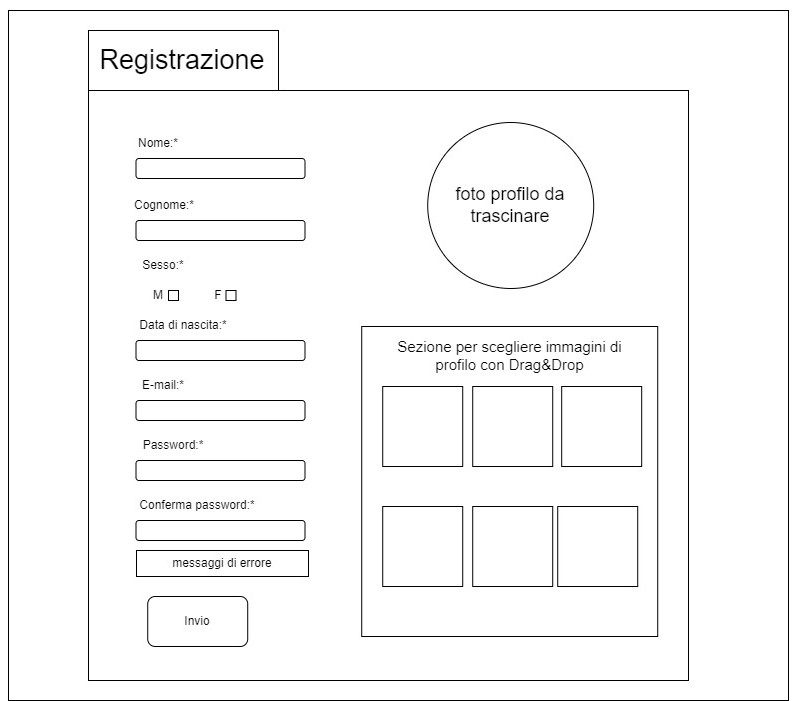 Registrazione
Nome:*
Cognome:*
Sesso:*
M F
Data di nascita:*
E-mail:*
Password:*
Conferma password:*
messaggi di errore
Invio
foto profilo da
trascinare
Sezione per scegliere immagini di
profilo con Drag&Drop